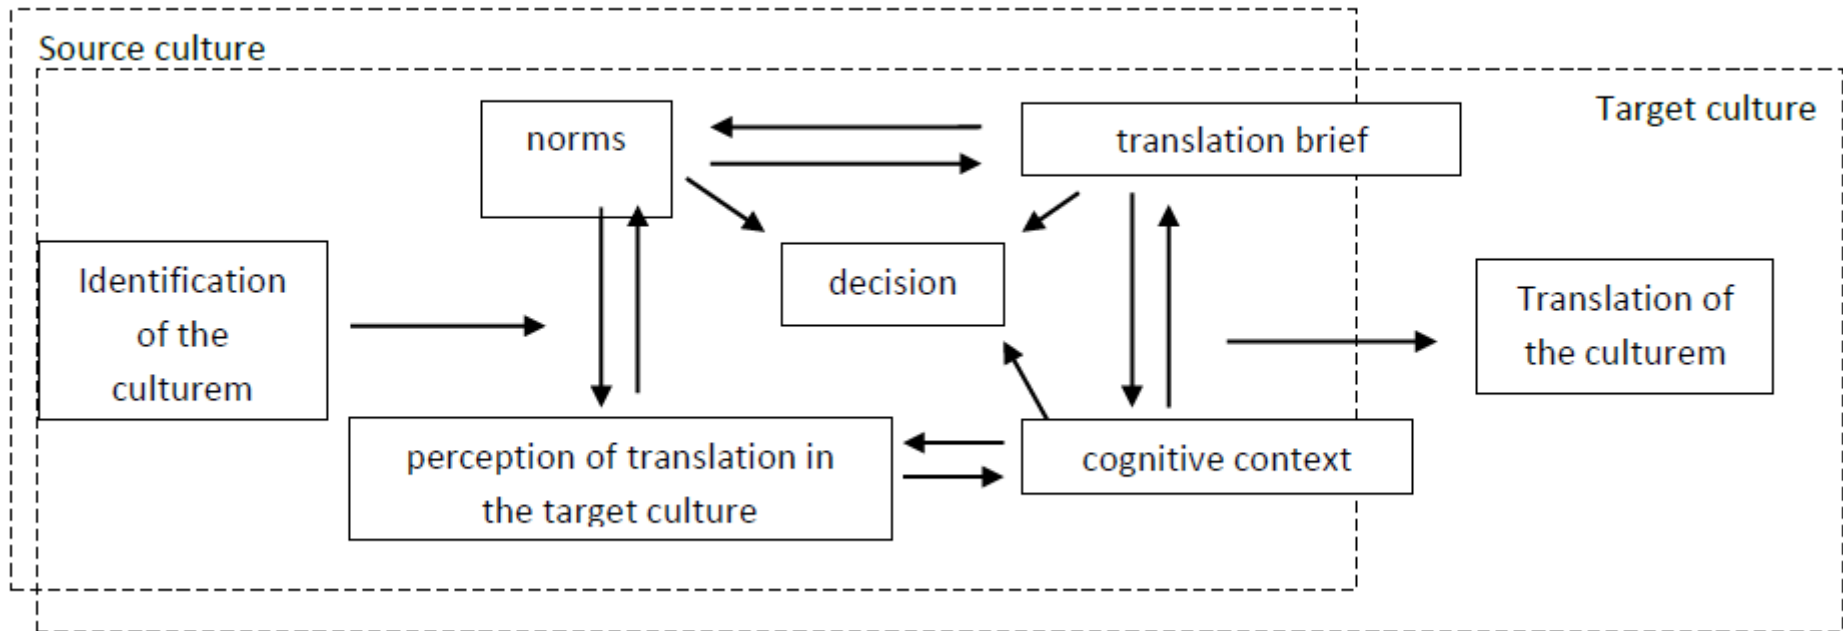 Source culture
Target culture
norms
translation brief
Identification
of the
culturem
decision
Translation of
the culturem
perception of translation in
the target culture
cognitive context